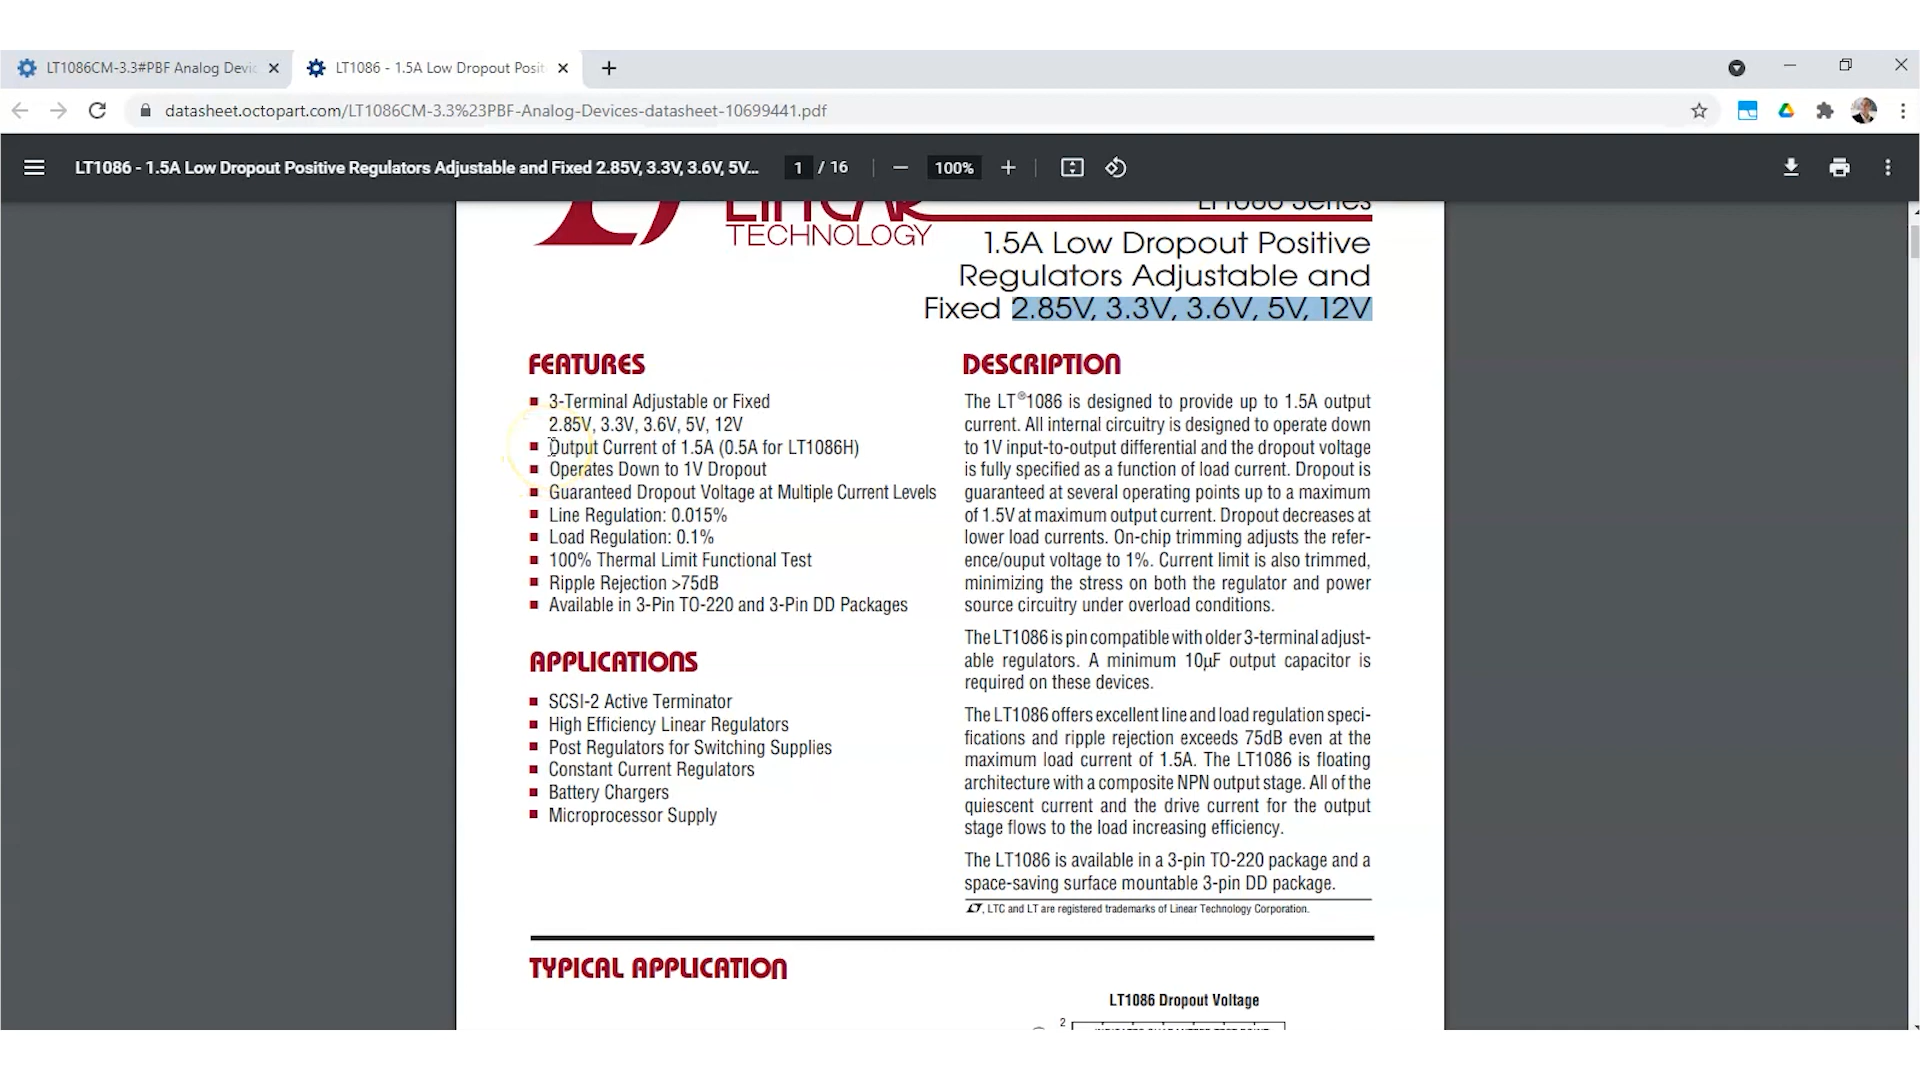 LT1086CM-3.3#PBF Analog Devic
LT1086 - 1.5A Low Dropout Posit
datasheet.octopart.com/LT1086CM-3.3%23PBF-Analog-Devices-datasheet-10699441.pdf
LT1086 - 1.5A Low Dropout Positive Regulators Adjustable and Fixed 2.85V, 3.3V, 3.6V, 5V...
1 / 16
100%
LINEAR
TECHNOLOGY
LT1086 Series
1.5A Low Dropout Positive
Regulators Adjustable and
Fixed 2.85V, 3.3V, 3.6V, 5V, 12V
FEATURES
3-Terminal Adjustable or Fixed
2.85V, 3.3V, 3.6V, 5V, 12V
Output Current of 1.5A (0.5A for LT1086H)
Operates Down to 1V Dropout
Guaranteed Dropout Voltage at Multiple Current Levels
Line Regulation: 0.015%
Load Regulation: 0.1%
100% Thermal Limit Functional Test
Ripple Rejection >75dB
Available in 3-Pin TO-220 and 3-Pin DD Packages
APPLICATIONS
SCSI-2 Active Terminator
High Efficiency Linear Regulators
Post Regulators for Switching Supplies
Constant Current Regulators
Battery Chargers
Microprocessor Supply
DESCRIPTION
The LT®1086 is designed to provide up to 1.5A output
current. All internal circuitry is designed to operate down
to 1V input-to-output differential and the dropout voltage
is fully specified as a function of load current. Dropout is
guaranteed at several operating points up to a maximum
of 1.5V at maximum output current. Dropout decreases at
lower load currents. On-chip trimming adjusts the refer-
ence/ouput voltage to 1%. Current limit is also trimmed,
minimizing the stress on both the regulator and power
source circuitry under overload conditions.
The LT1086 is pin compatible with older 3-terminal adjust-
able regulators. A minimum 10µF output capacitor is
required on these devices.
The LT1086 offers excellent line and load regulation speci-
fications and ripple rejection exceeds 75dB even at the
maximum load current of 1.5A. The LT1086 is floating
architecture with a composite NPN output stage. All of the
quiescent current and the drive current for the output
stage flows to the load increasing efficiency.
The LT1086 is available in a 3-pin TO-220 package and a
space-saving surface mountable 3-pin DD package.
LT, LTC and LT are registered trademarks of Linear Technology Corporation.
TYPICAL APPLICATION
LT1086 Dropout Voltage
2